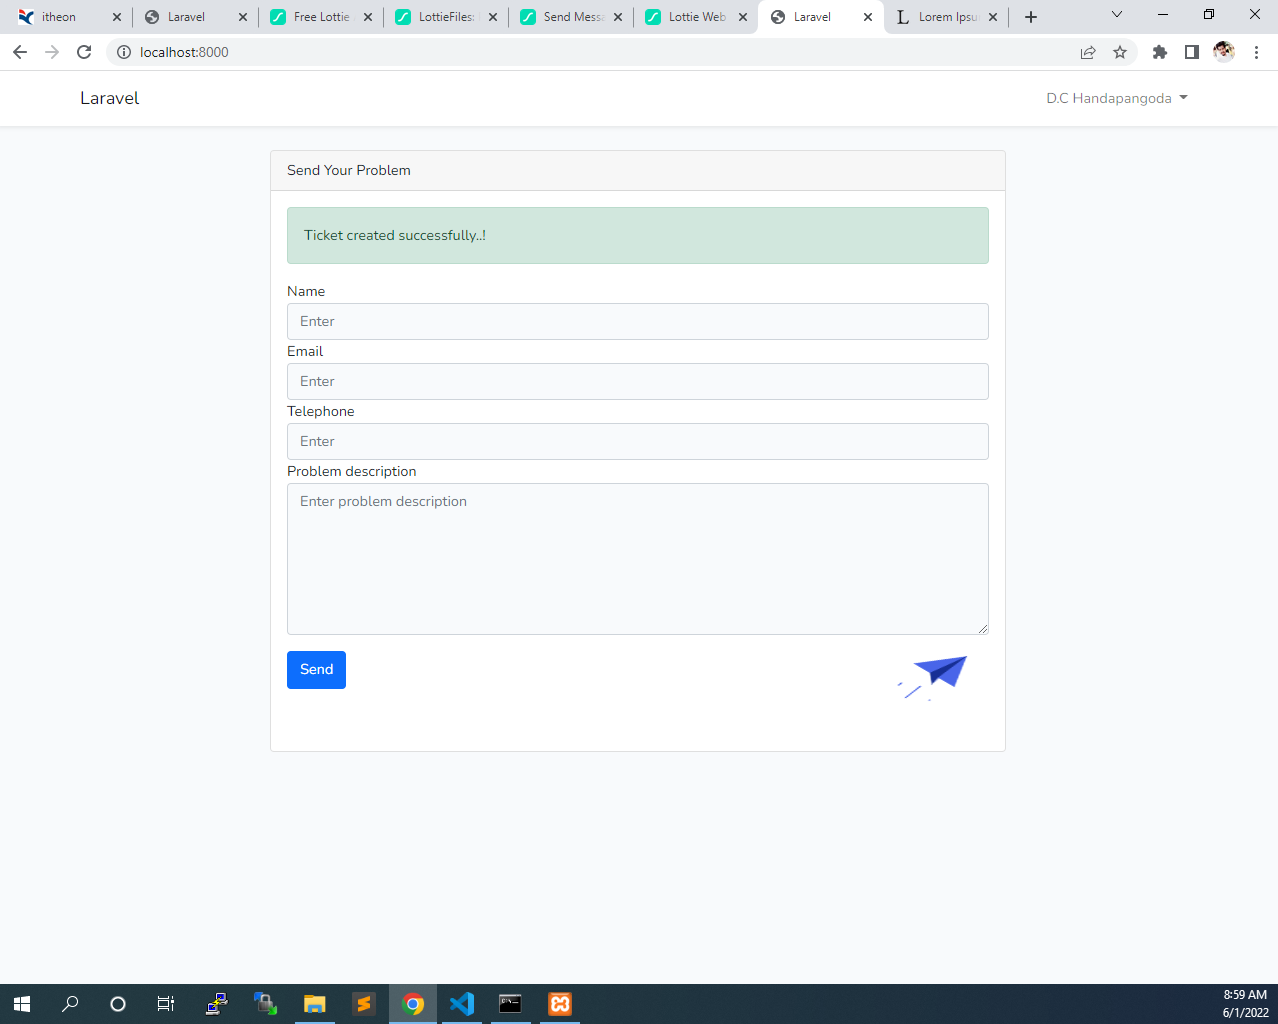 itheon
Laravel
Free Lottie
LottieFiles:
Send Messa
Lottie Web
Laravel
Lorem Ipsu
localhost:8000
Laravel
D.C Handapangoda
Send Your Problem
Ticket created successfully..!
Name
Enter
Email
Enter
Telephone
Enter
Problem description
Enter problem description
Send
8:59 AM
6/1/2022